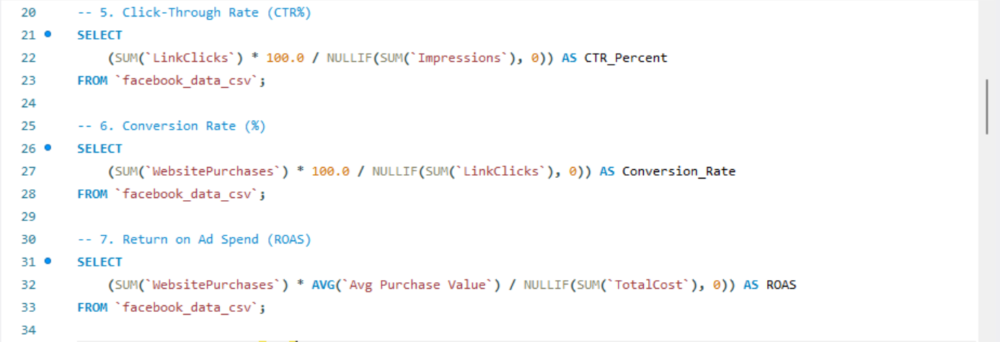 20 -- 5. Click-Through Rate (CTR%)
21 SELECT
22 (SUM(`LinkClicks`) * 100.0 / NULLIF(SUM(`Impressions`), 0)) AS CTR_Percent
23 FROM `facebook_data_csv`;
24
25 -- 6. Conversion Rate (%)
26 SELECT
27 (SUM(`WebsitePurchases`) * 100.0 / NULLIF(SUM(`LinkClicks`), 0)) AS Conversion_Rate
28 FROM `facebook_data_csv`;
29
30 -- 7. Return on Ad Spend (ROAS)
31 SELECT
32 (SUM(`WebsitePurchases`) * AVG(`Avg Purchase Value`) / NULLIF(SUM(`TotalCost`), 0)) AS ROAS
33 FROM `facebook_data_csv`;
34